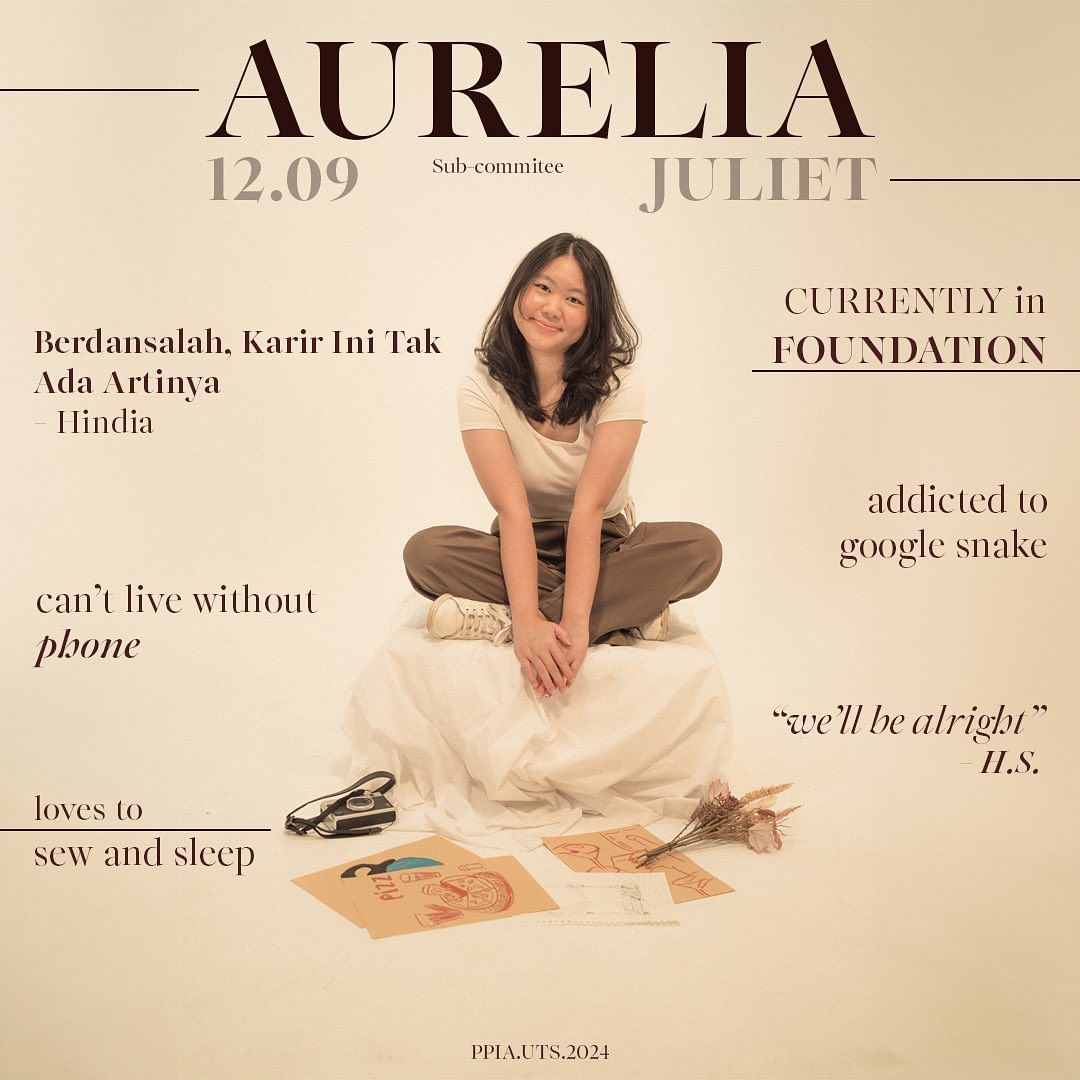 AURELIA
12.09
Sub-commitee
JULIET
Berdansalah, Karir Ini Tak
Ada Artinya
– Hindia
CURRENTLY in
FOUNDATION
addicted to
google snake
can’t live without
phone
“we’ll be alright”
– H.S.
loves to
sew and sleep
PIZZ
PPIA.UTS.2024